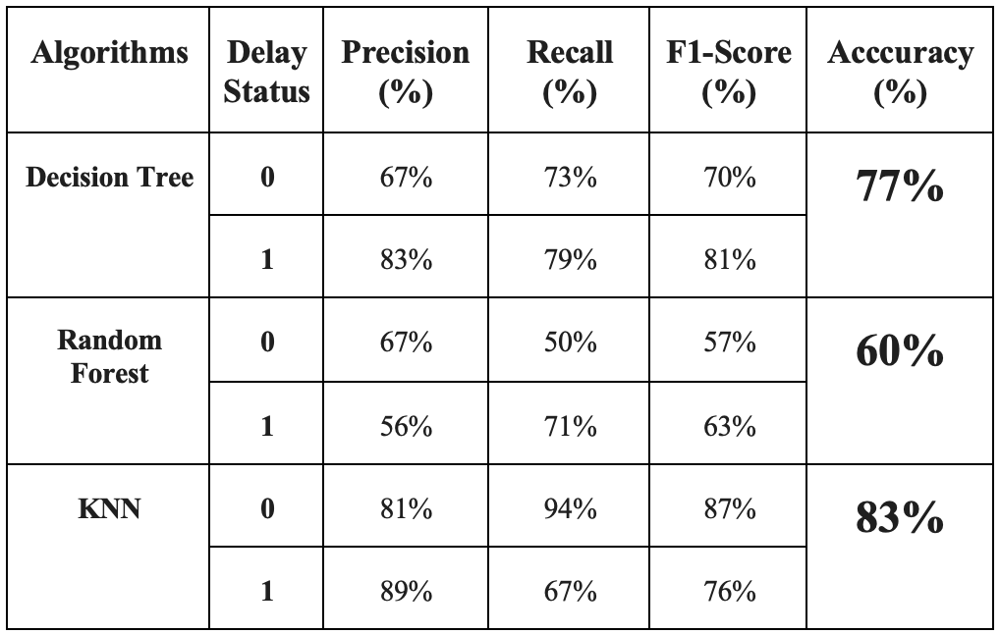 Algorithms Delay Status Precision (%) Recall (%) F1-Score (%) Acccuracy (%)
Decision Tree 0 67% 73% 70% 77%
1 83% 79% 81%
Random Forest 0 67% 50% 57% 60%
1 56% 71% 63%
KNN 0 81% 94% 87% 83%
1 89% 67% 76%